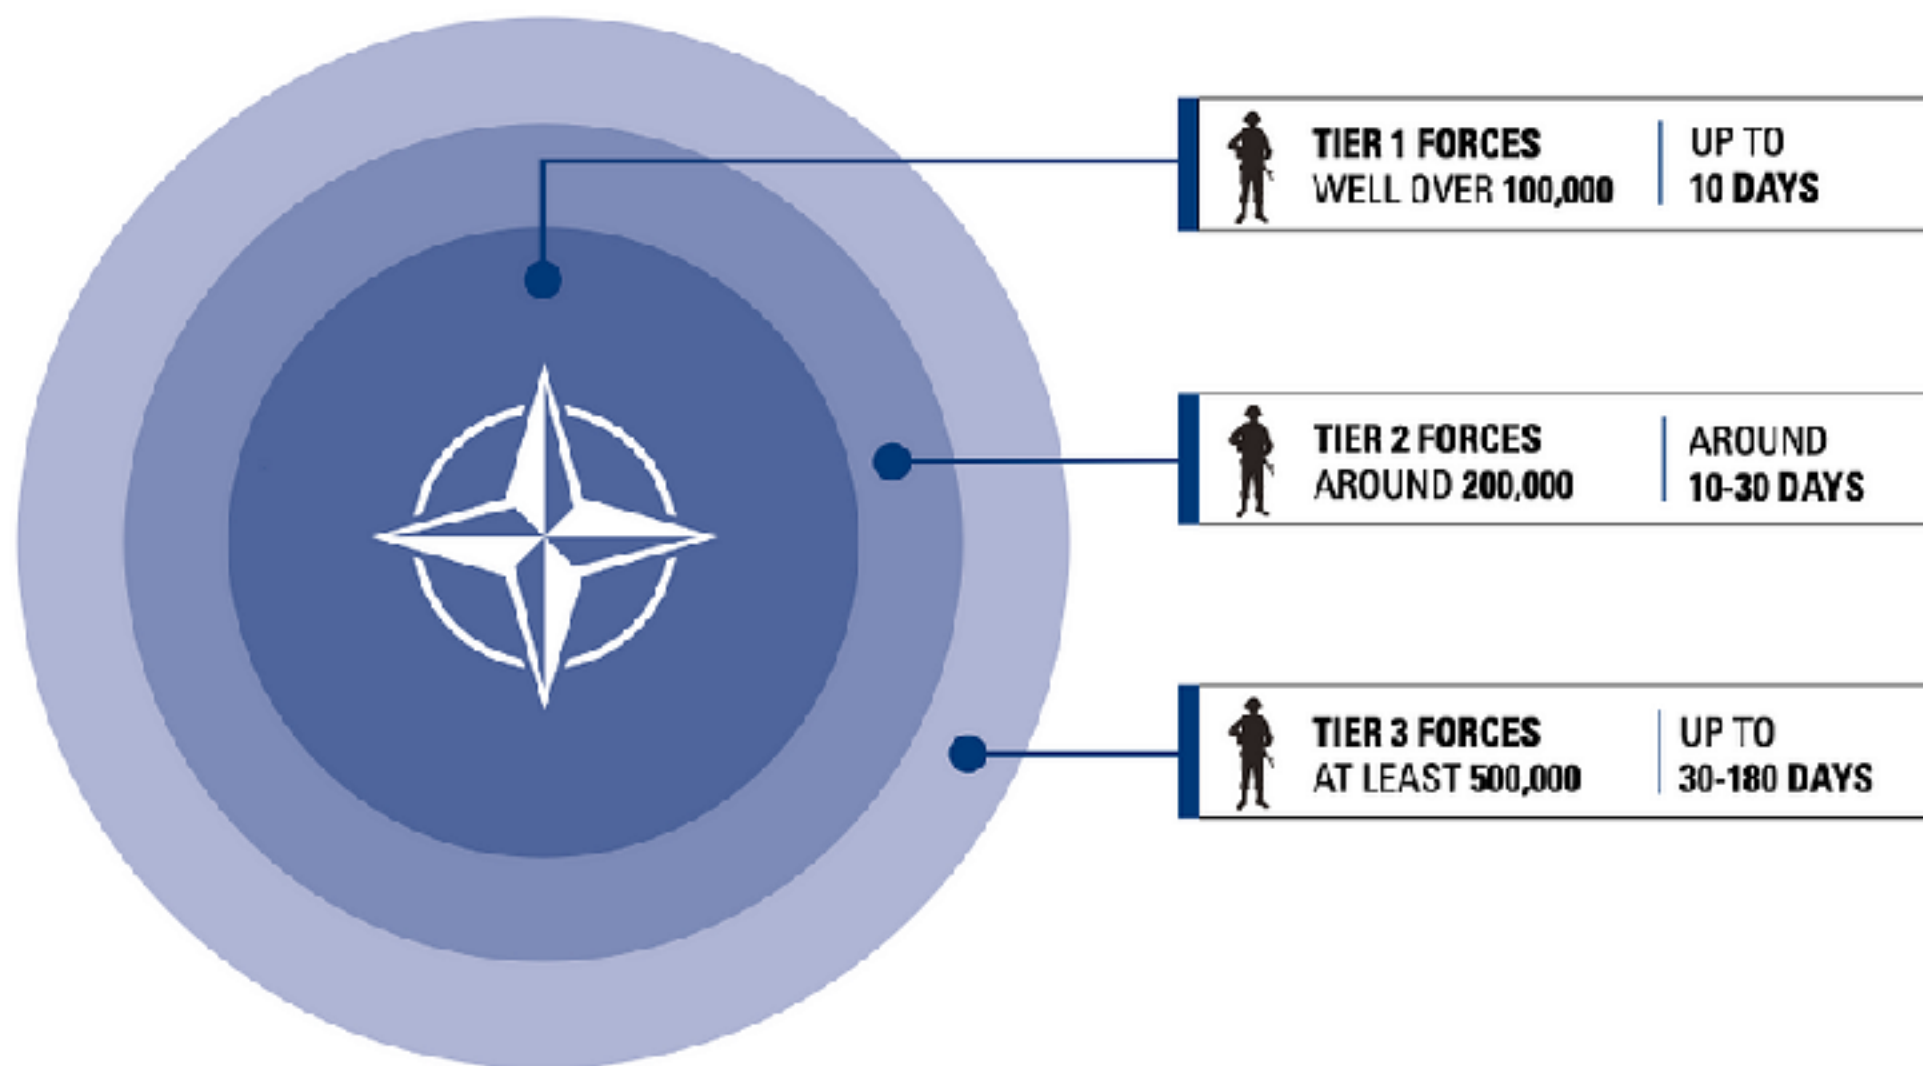 TIER 1 FORCES
WELL OVER 100,000
UP TO
10 DAYS
TIER 2 FORCES
AROUND 200,000
AROUND
10-30 DAYS
TIER 3 FORCES
AT LEAST 500,000
UP TO
30-180 DAYS